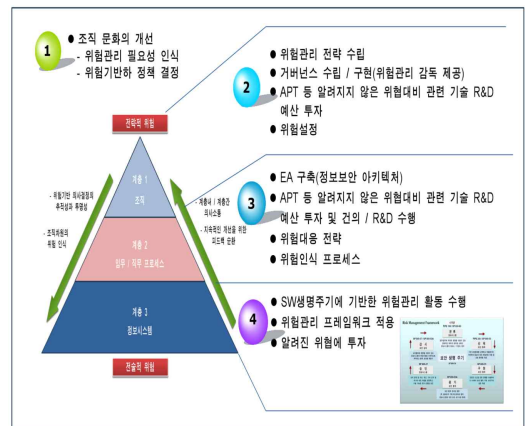 1
● 조직 문화의 개선
- 위험관리 필요성 인식
- 위험기반하 정책 결정
2
● 위험관리 전략 수립
● 거버넌스 수립 / 구현(위험관리 감독 제공)
● APT 등 알려지지 않은 위협대비 관련 기술 R&D
예산 투자
● 위험설정
전략적 위험
계층 1
조직
계층 2
임무 / 직무 프로세스
계층 3
정보시스템
전술적 위험
- 위험기반 의사결정의
추적성과 투명성
- 조직차원의
위험 인식
- 계층내 / 계층간
의사소통
- 지속적인 개선을 위한
피드백 순환
3
● EA 구축(정보보안 아키텍처)
● APT 등 알려지지 않은 위협대비 관련 기술 R&D
예산 투자 및 건의 / R&D 수행
● 위험대응 전략
● 위험인식 프로세스
4
● SW생명주기에 기반한 위험관리 활동 수행
● 위험관리 프레임워크 적용
● 알려진 위협에 투자
Risk Management Framework
보안 생명 주기